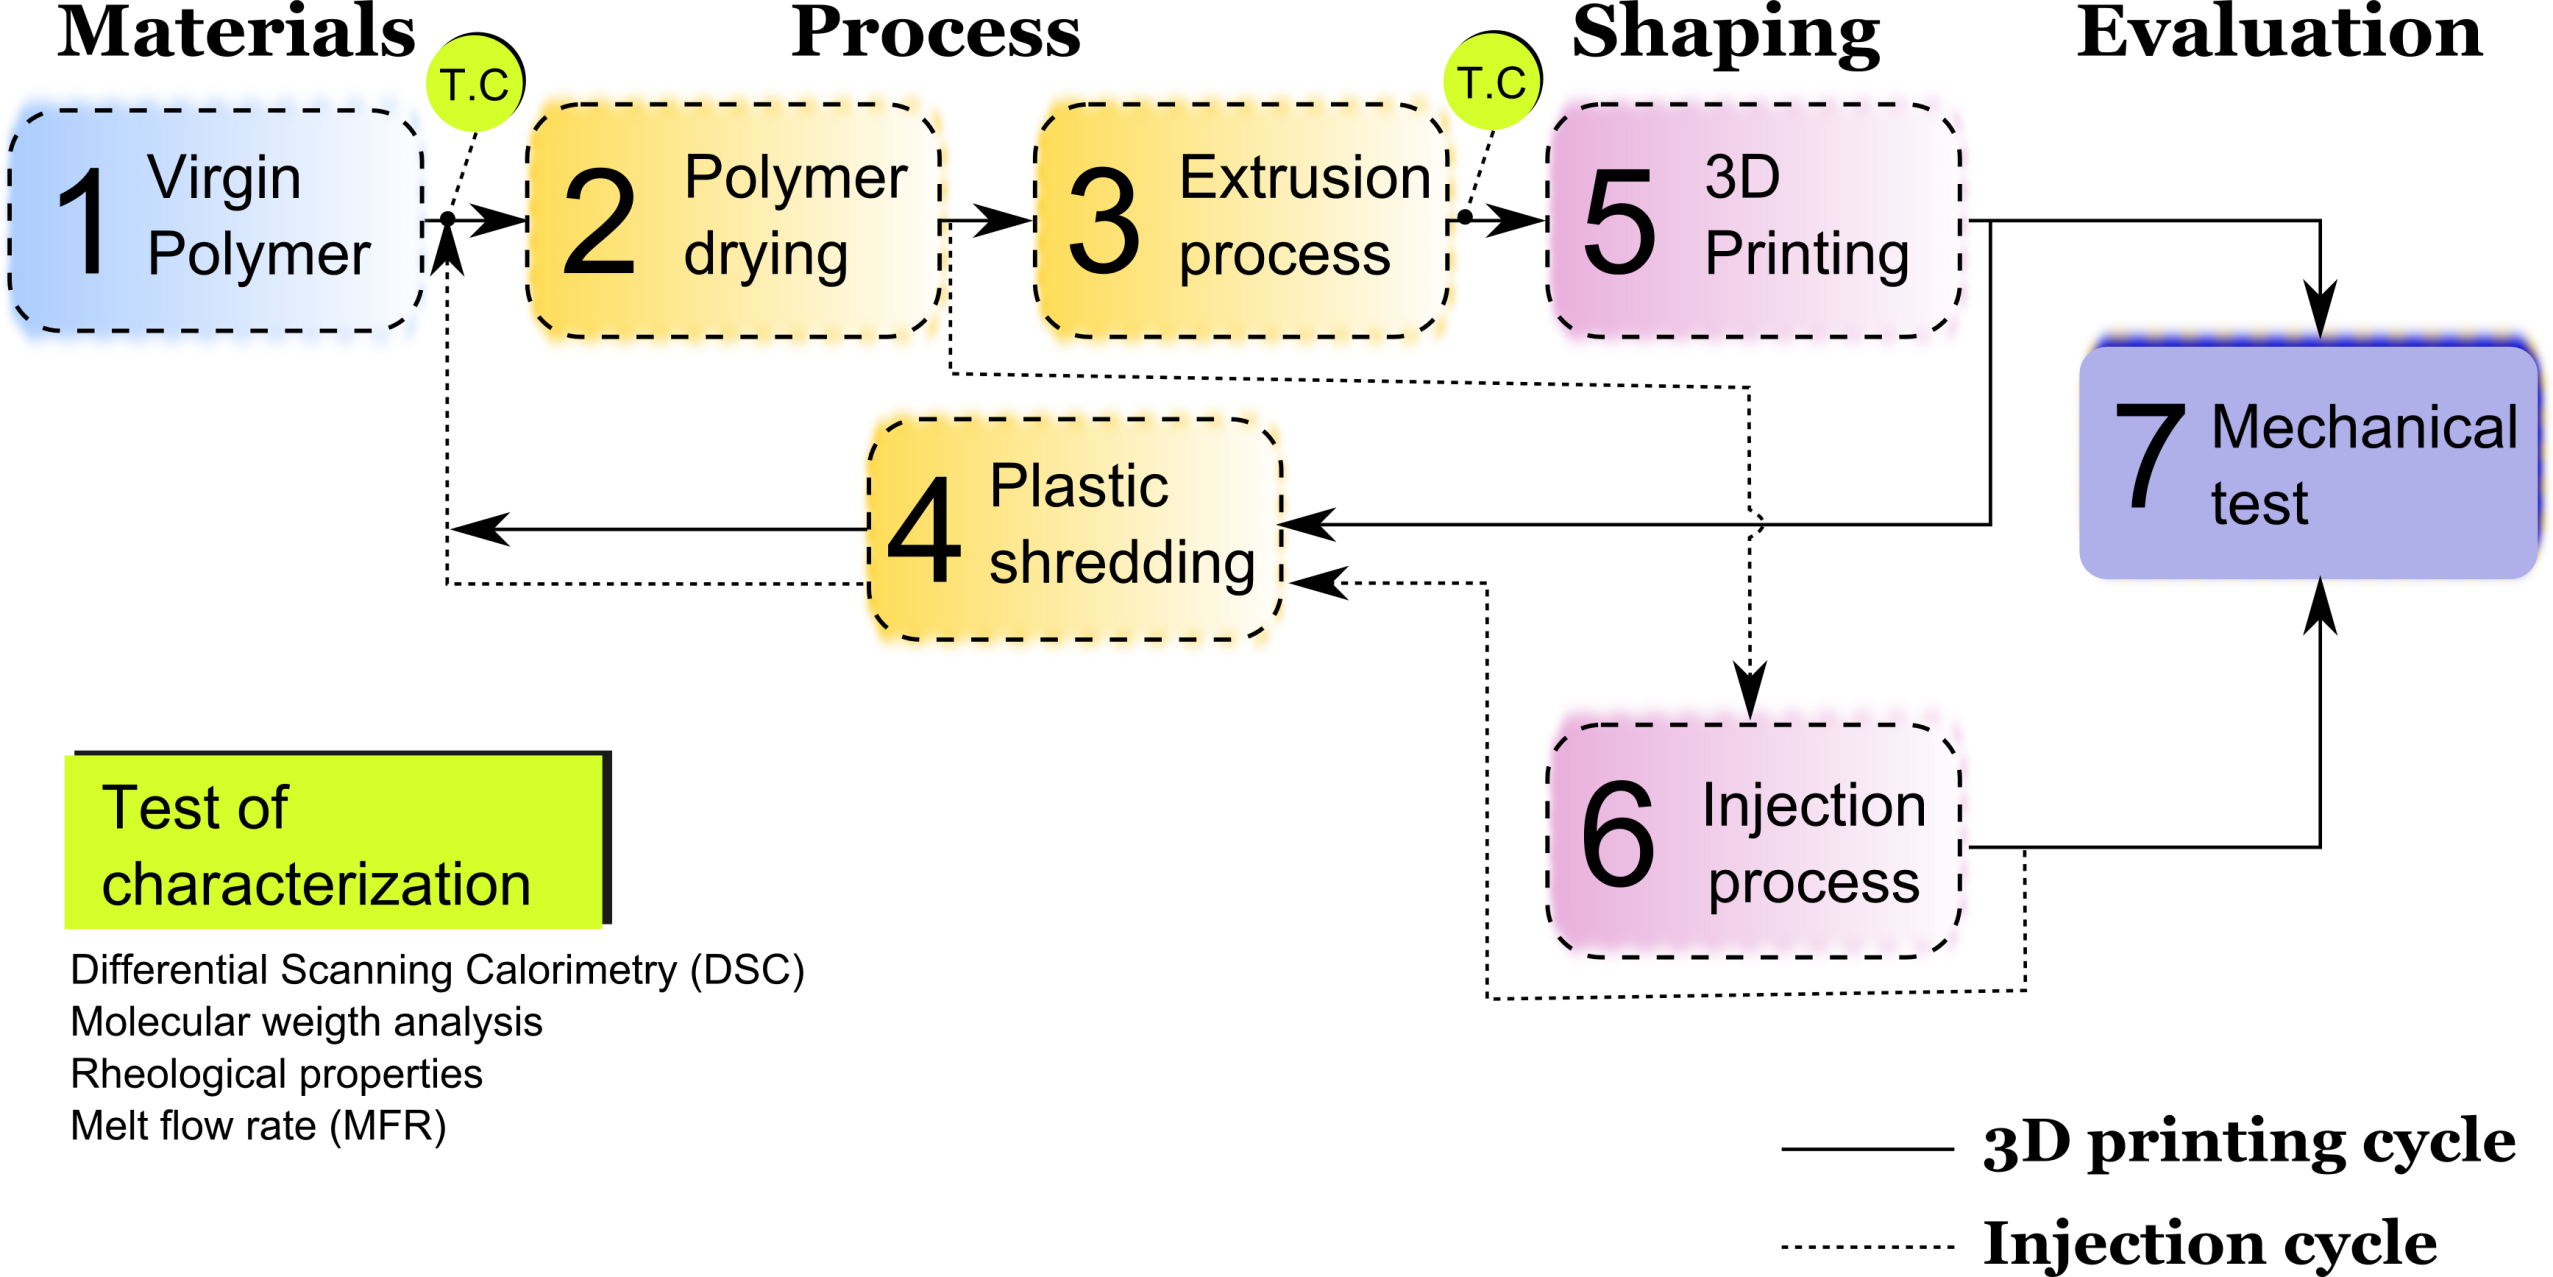 Materials
Process
Shaping
Evaluation
T.C
T.C
1 Virgin
Polymer
2 Polymer
drying
3 Extrusion
process
5 3D
Printing
4 Plastic
shredding
7 Mechanical
test
6 Injection
process
Test of
characterization
Differential Scanning Calorimetry (DSC)
Molecular weigth analysis
Rheological properties
Melt flow rate (MFR)
3D printing cycle
Injection cycle